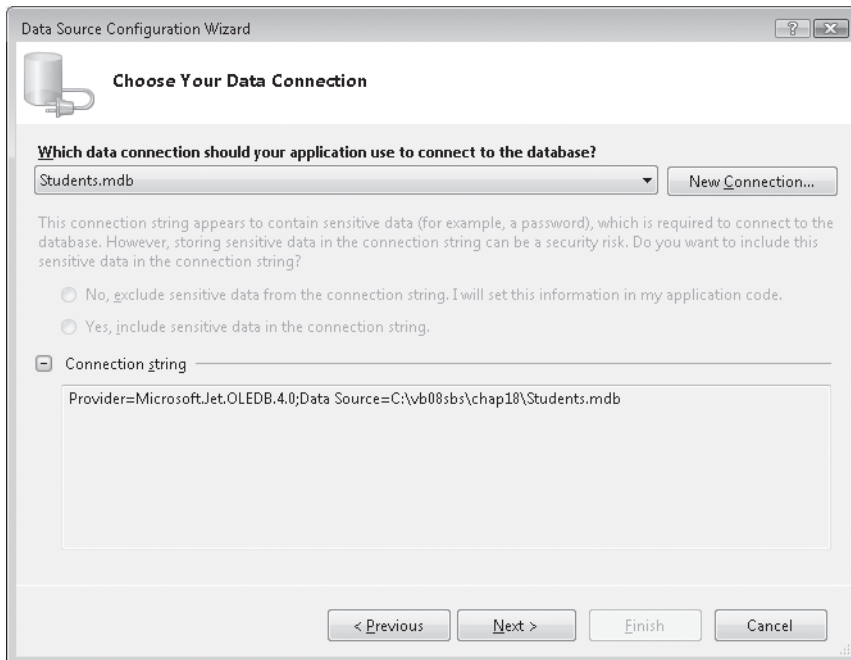 Data Source Configuration Wizard
Choose Your Data Connection
Which data connection should your application use to connect to the database?
Students.mdb
New Connection...
This connection string appears to contain sensitive data (for example, a password), which is required to connect to the
database. However, storing sensitive data in the connection string can be a security risk. Do you want to include this
sensitive data in the connection string?
No, exclude sensitive data from the connection string. I will set this information in my application code.
Yes, include sensitive data in the connection string.
Connection string
Provider=Microsoft.Jet.OLEDB.4.0;Data Source=C:\vb08sbs\chap18\Students.mdb
< Previous
Next >
Finish
Cancel